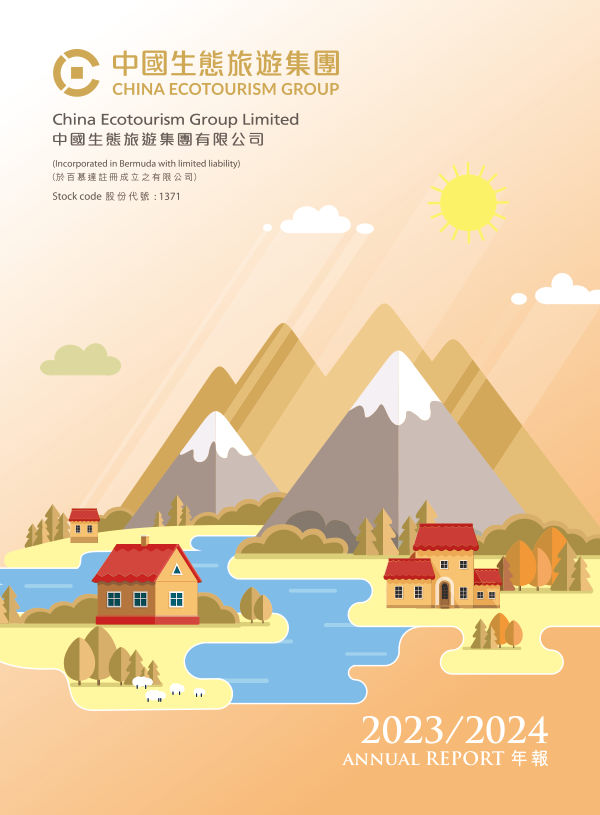 中國生態旅遊集團
CHINA ECOTOURISM GROUP
China Ecotourism Group Limited
中國生態旅遊集團有限公司
(Incorporated in Bermuda with limited liability)
(於百慕達註冊成立之有限公司)
Stock code 股份代號 : 1371
2023/2024
ANNUAL REPORT 年報